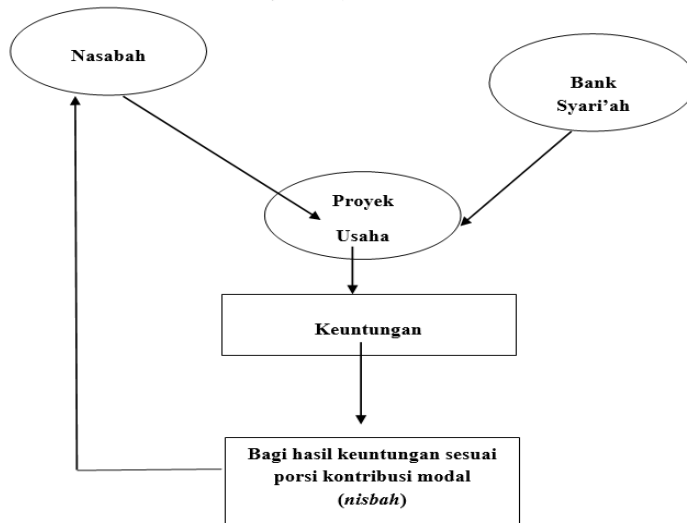 Nasabah
Bank
Syari'ah
Proyek
Usaha
Keuntungan
Bagi hasil keuntungan sesuai
porsi kontribusi modal
(nisbah)